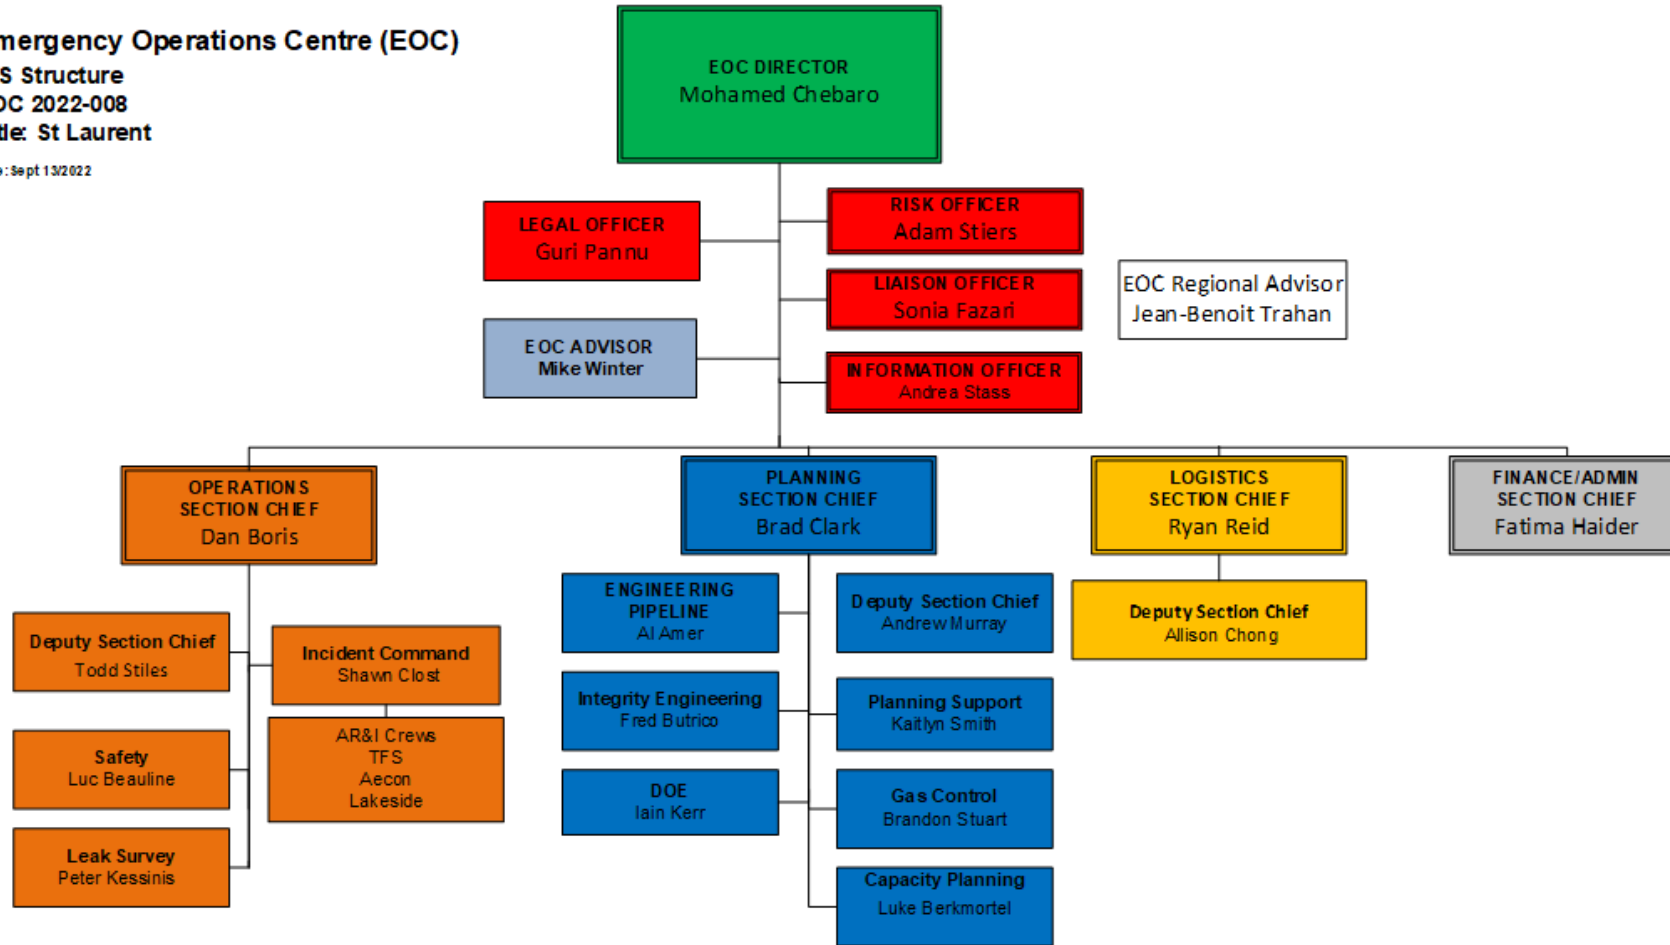 mergency Operations Centre (EOC)
S Structure
OC 2022-008
tle: St Laurent
e: Sept 13/2022
EOC DIRECTOR
Mohamed Chebaro
LEGAL OFFICER
Guri Pannu
RISK OFFICER
Adam Stiers
LIAISON OFFICER
Sonia Fazari
EOC Regional Advisor
Jean-Benoit Trahan
EOC ADVISOR
Mike Winter
INFORMATION OFFICER
Andrea Stass
OPERATIONS
SECTION CHIEF
Dan Boris
PLANNING
SECTION CHIEF
Brad Clark
LOGISTICS
SECTION CHIEF
Ryan Reid
FINANCE/ADMIN
SECTION CHIEF
Fatima Haider
Deputy Section Chief
Todd Stiles
Incident Command
Shawn Clost
Safety
Luc Beauline
AR&I Crews
TFS
Aecon
Lakeside
Leak Survey
Peter Kessinis
ENGINEERING
PIPELINE
Al Amer
Deputy Section Chief
Andrew Murray
Integrity Engineering
Fred Butrico
Planning Support
Kaitlyn Smith
DOE
Iain Kerr
Gas Control
Brandon Stuart
Capacity Planning
Luke Berkmortel
Deputy Section Chief
Allison Chong